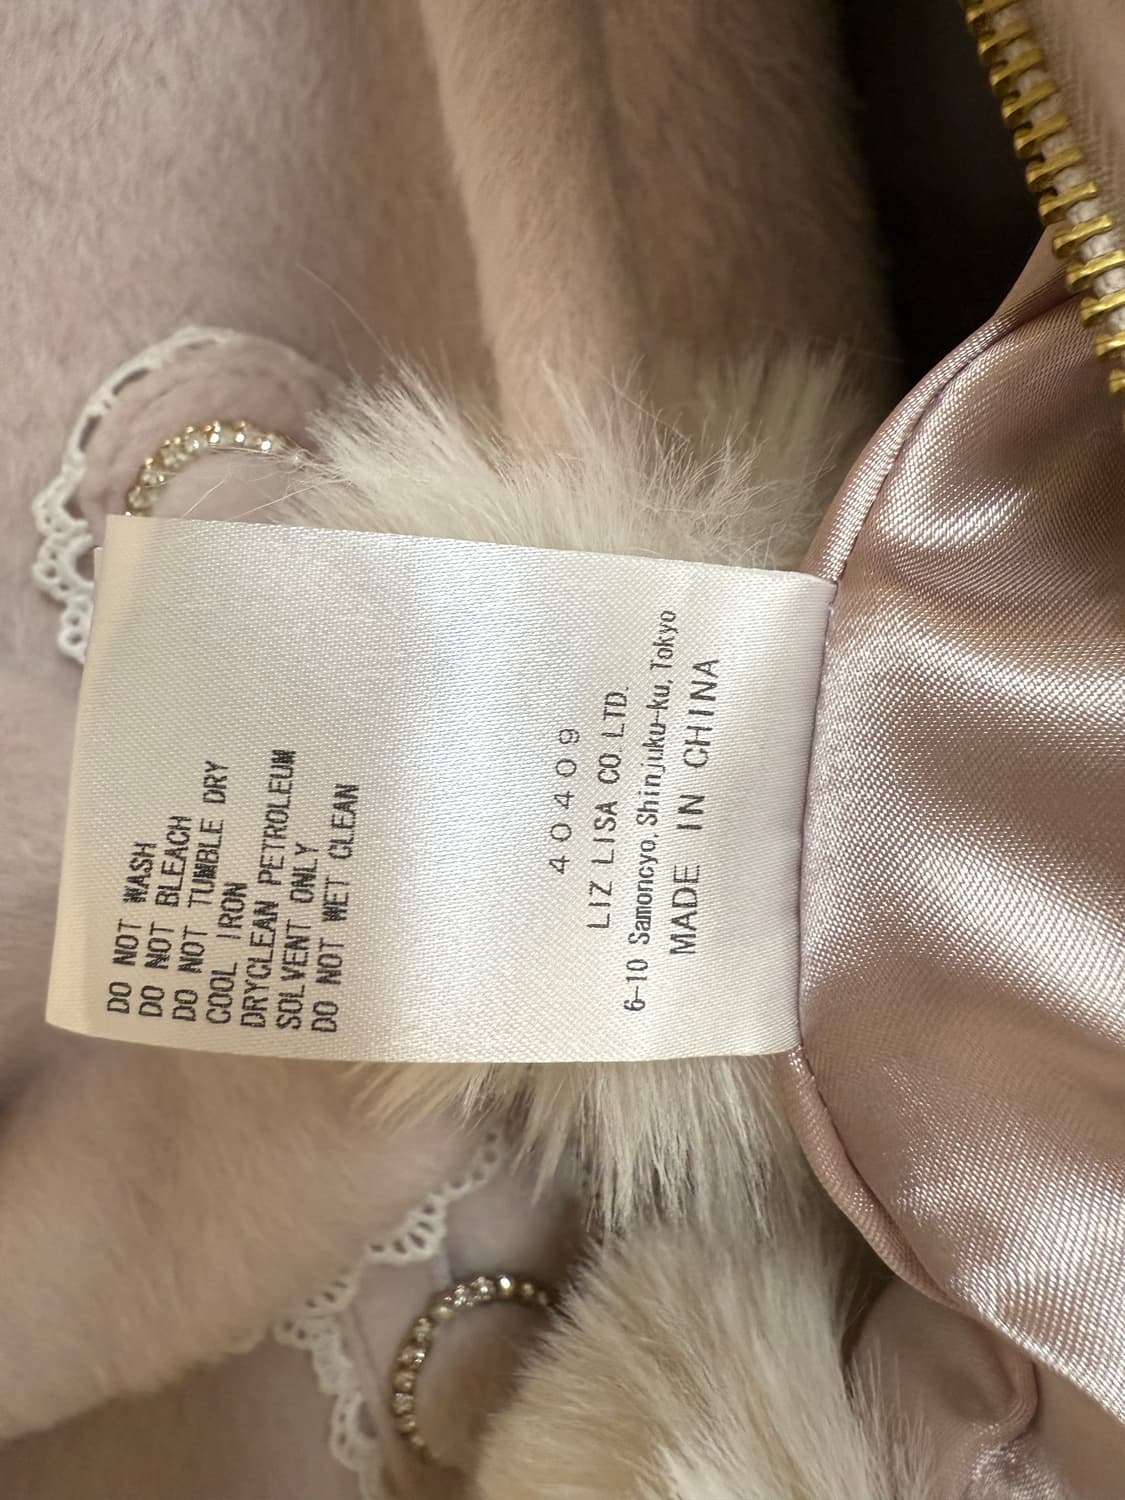 DO NOT WASH
DO NOT BLEACH
DO NOT TUMBLE DRY
COOL IRON
DRYCLEAN PETROLEUM
SOLVENT ONLY
DO NOT WET CLEAN
40409
LIZ LISA CO.LTD.
6-10 Samoncyo, Shinjuku-ku, Tokyo
MADE IN CHINA